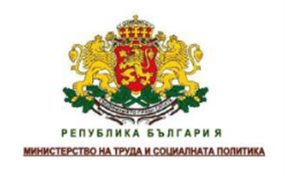 РЕПУБЛИКА БЪЛГАРИЯ
МИНИСТЕРСТВО НА ТРУДА И СОЦИАЛНАТА ПОЛИТИКА